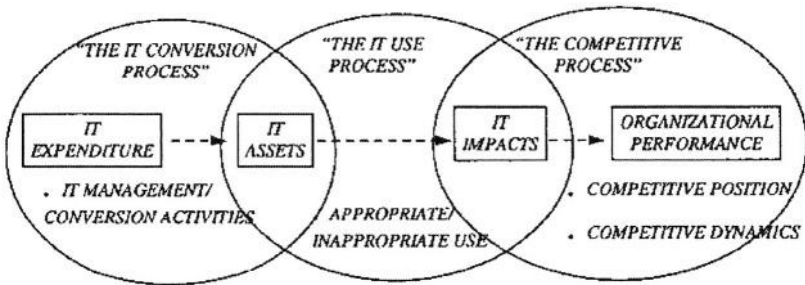 "THE IT CONVERSION
PROCESS"
"THE IT USE
PROCESS"
"THE COMPETITIVE
PROCESS"
IT
EXPENDITURE
IT
ASSETS
IT
IMPACTS
ORGANIZATIONAL
PERFORMANCE
. IT MANAGEMENT/
CONVERSION ACTIVITIES
. APPROPRIATE/
INAPPROPRIATE USE
. COMPETITIVE POSITION
. COMPETITIVE DYNAMICS